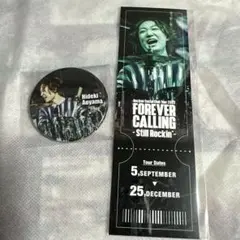 Hideki
Aoyama
FOREVER
CALLING
- Still Rockin' -
Tour Dates
5.SEPTEMBER
25.DECEMBER